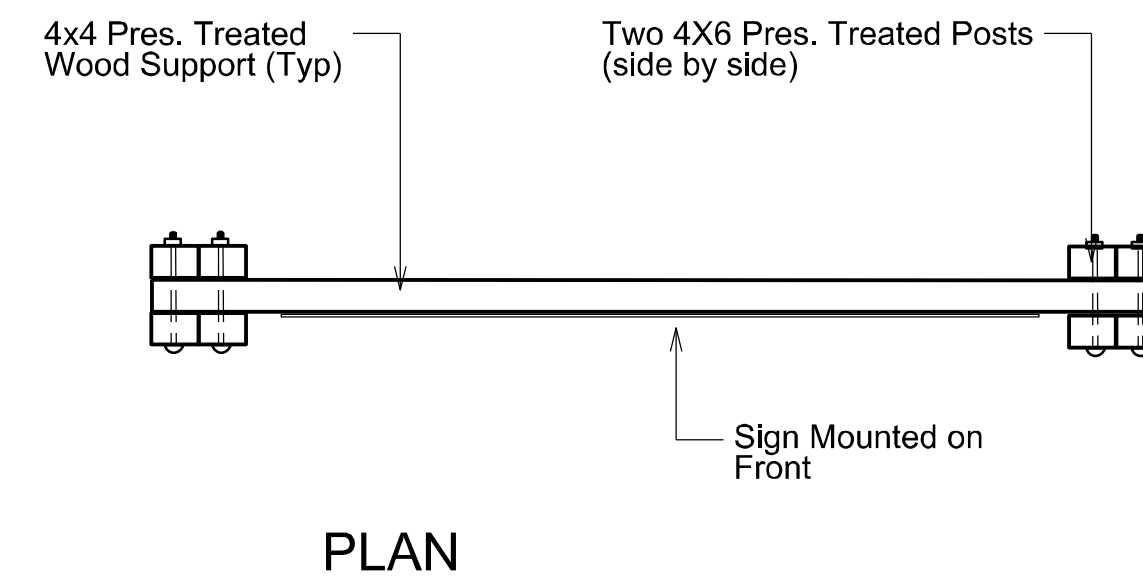 4x4 Pres. Treated
Wood Support (Typ)
Two 4X6 Pres. Treated Posts
(side by side)
Sign Mounted on
Front
PLAN